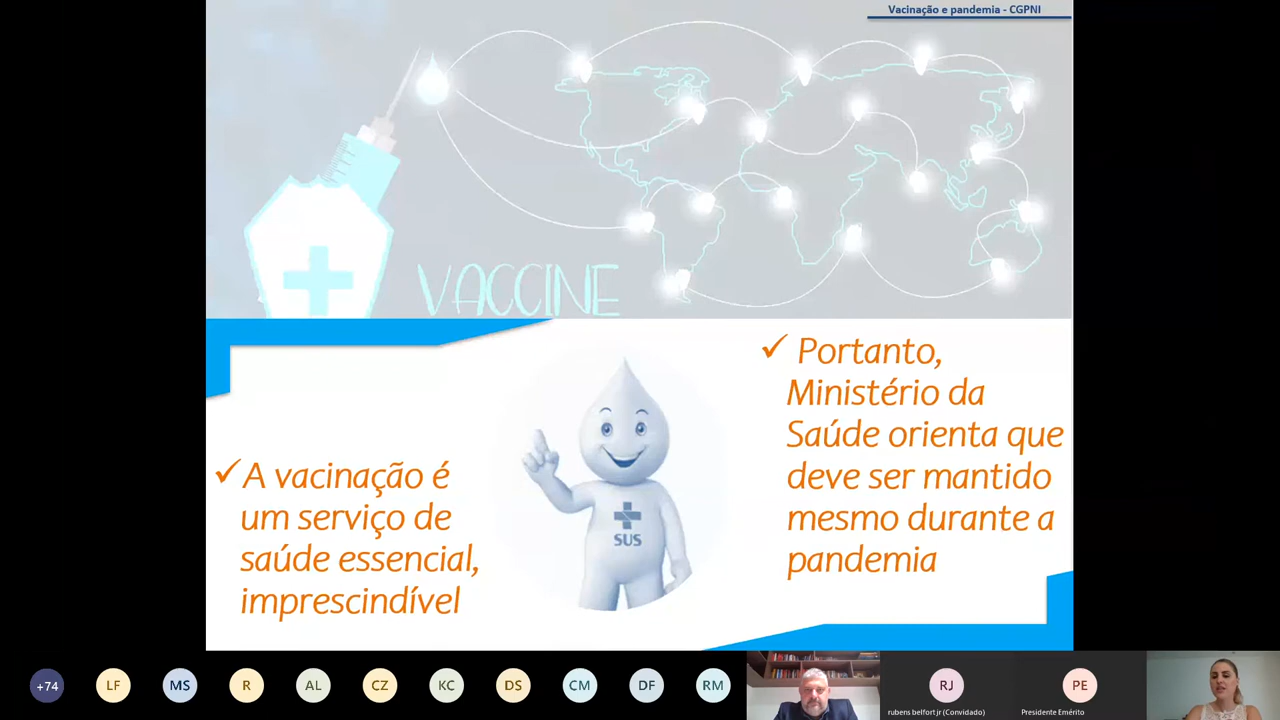 Vacinação e pandemia - CGPNI
VACCINE
✓ Portanto,
Ministério da
Saúde orienta que
deve ser mantido
mesmo durante a
pandemia
✓A vacinação é
um serviço de
saúde essencial,
imprescindível
SUS
+74
LF
MS
R
AL
CZ
KC
DS
CM
DF
RM
RJ
PE
rubens belfort jr (Convidado)
Presidente Emérito